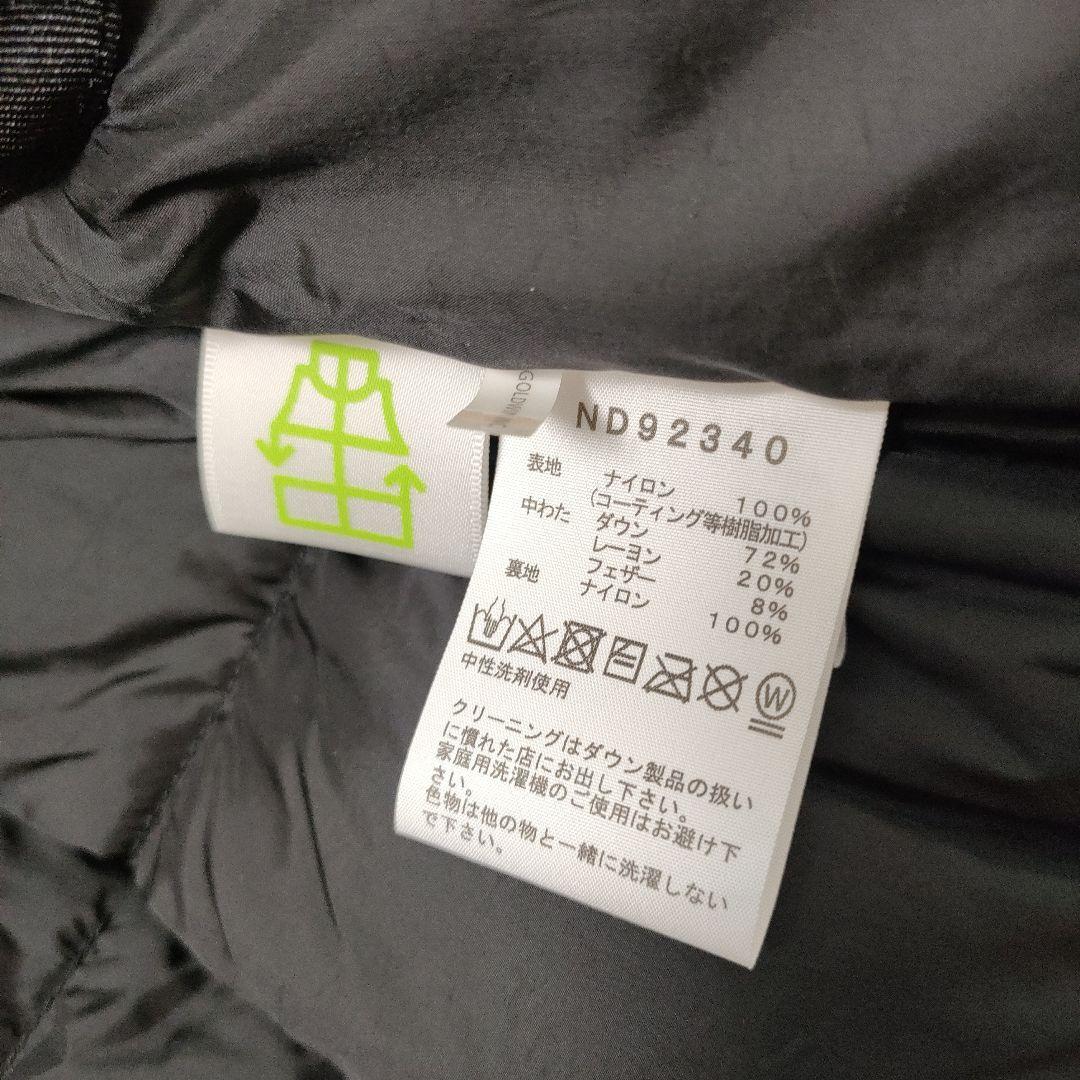 GOLDW
ND92340
表地 ナイロン 100%
(コーティング等樹脂加工)
中わた ダウン 72%
レーヨン 20%
フェザー 8%
裏地 ナイロン 100%
W
中性洗剤使用
クリーニングはダウン製品の扱い
に慣れた店にお出し下さい。
家庭用洗濯機のご使用はお避け下
さい。
色物は他の物と一緒に洗濯しない
で下さい。